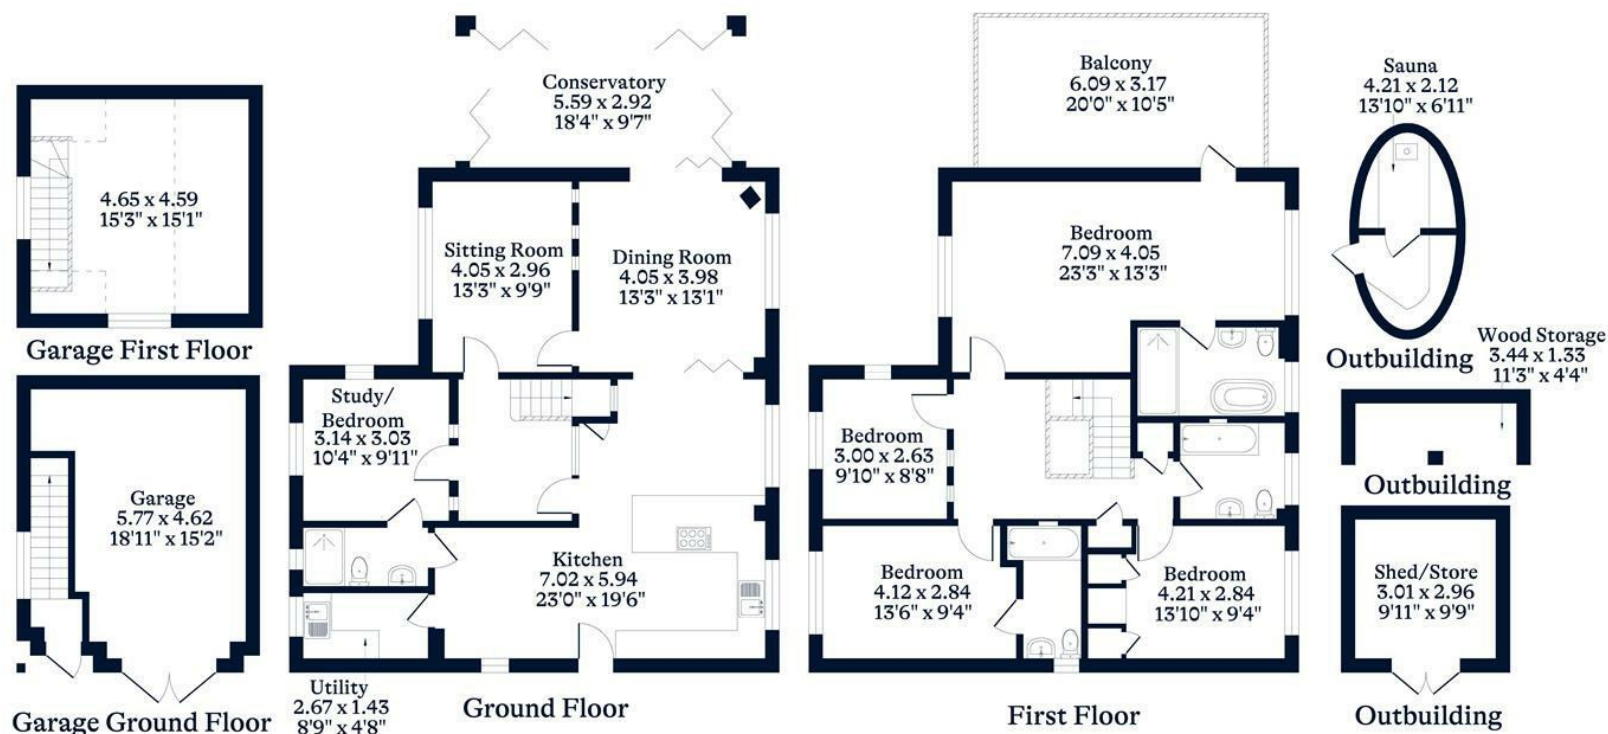 4.65 x 4.59
15'3" x 15'1"
Garage First Floor
Garage
5.77 x 4.62
18'11" x 15'2"
Garage Ground Floor
Conservatory
5.59 x 2.92
18'4" x 9'7"
Sitting Room
4.05 x 2.96
13'3" x 9'9"
Dining Room
4.05 x 3.98
13'3" x 13'1"
Study/
Bedroom
3.14 x 3.03
10'4" x 9'11"
Kitchen
7.02 x 5.94
23'0" x 19'6"
Utility
2.67 x 1.43
8'9" x 4'8"
Ground Floor
Balcony
6.09 x 3.17
20'0" x 10'5"
Bedroom
7.09 x 4.05
23'3" x 13'3"
Bedroom
3.00 x 2.63
9'10" x 8'8"
Bedroom
4.12 x 2.84
13'6" x 9'4"
Bedroom
4.21 x 2.84
13'10" x 9'4"
First Floor
Sauna
4.21 x 2.12
13'10" x 6'11"
Outbuilding
Wood Storage
3.44 x 1.33
11'3" x 4'4"
Outbuilding
Shed/Store
3.01 x 2.96
9'11" x 9'9"
Outbuilding